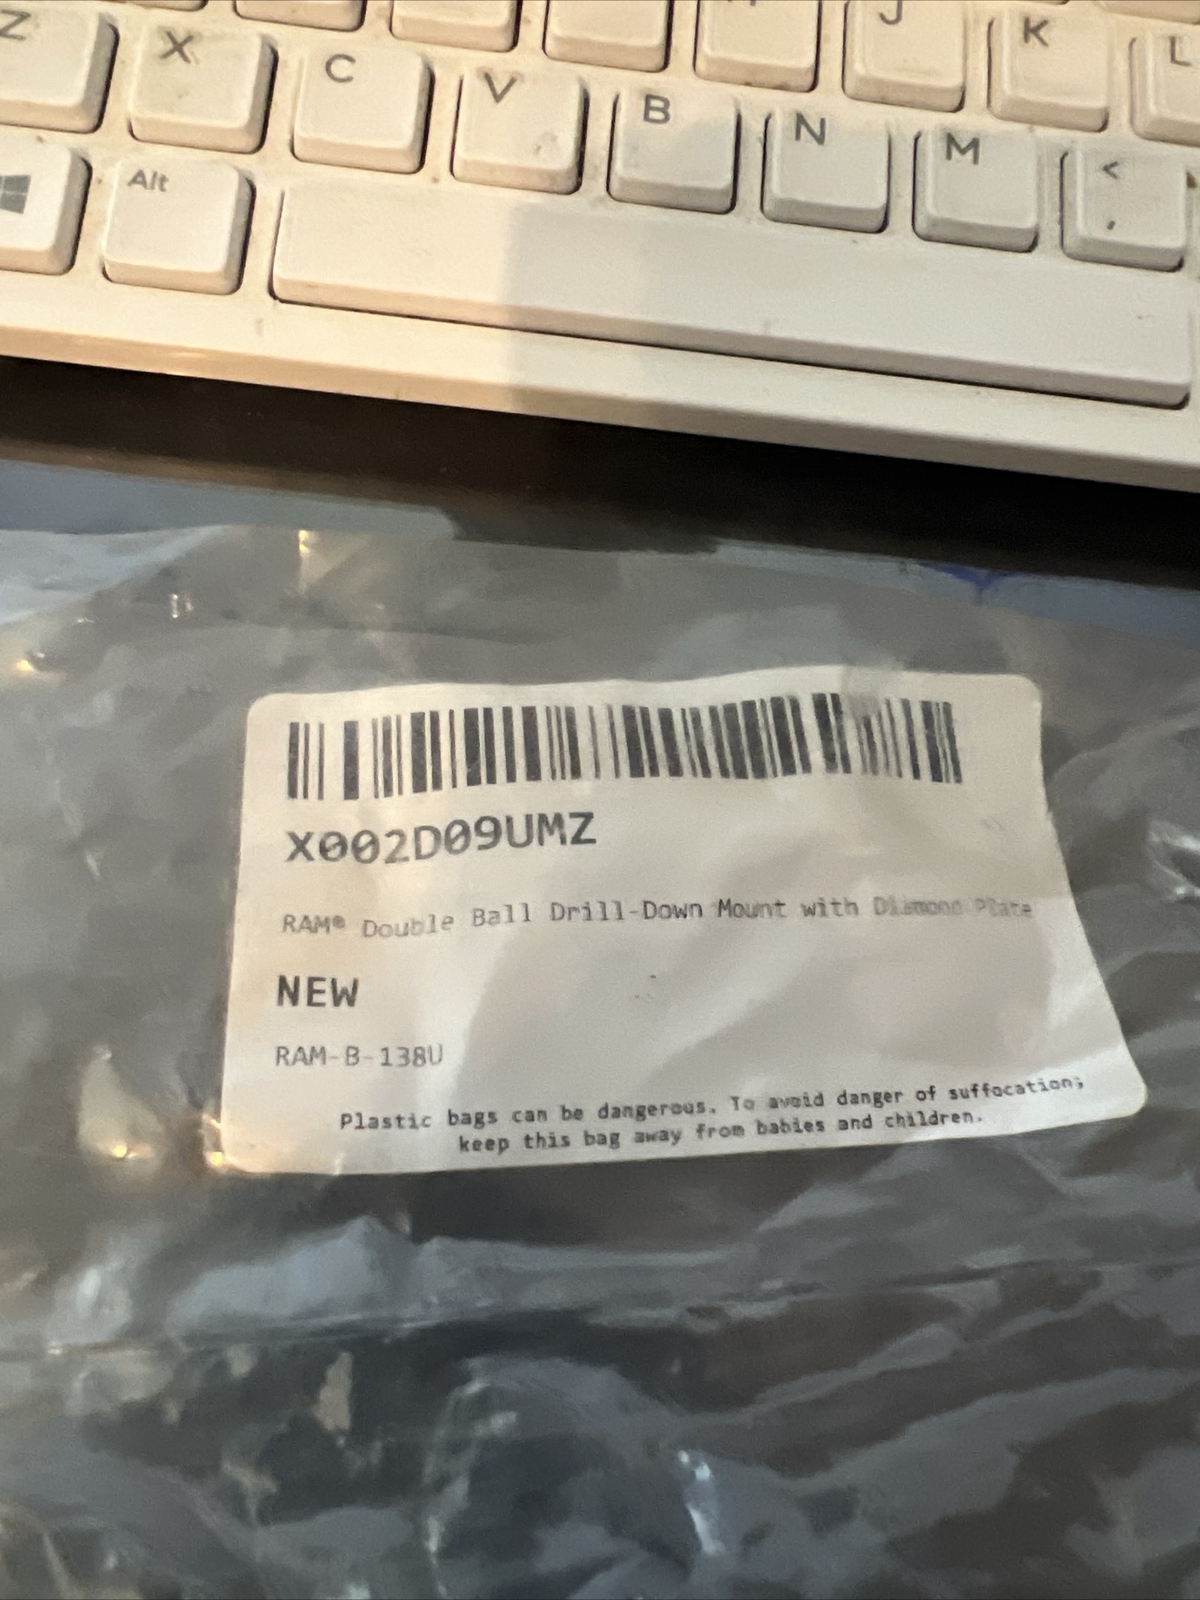 Z X C V B N M < ,
J K L
Alt
X002D09UMZ
RAM® Double Ball Drill-Down Mount with Diamond Plate
NEW
RAM-B-138U
Plastic bags can be dangerous. To avoid danger of suffocation;
keep this bag away from babies and children.